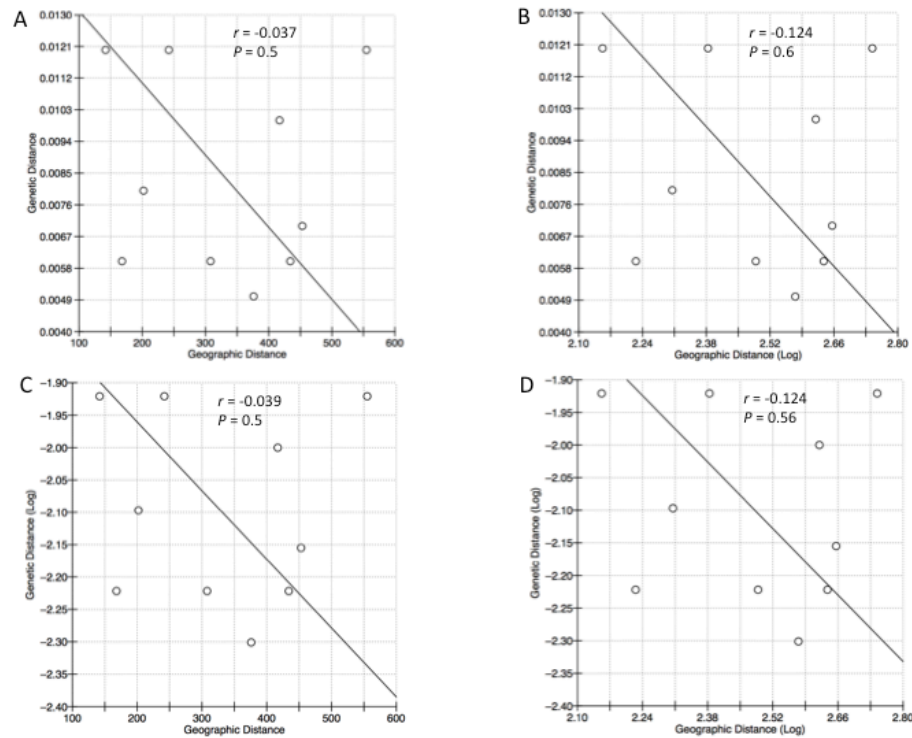 A
r = -0.037
P = 0.5
0.0130
0.0121
0.0112
0.0103
0.0094
0.0085
0.0076
0.0067
0.0058
0.0049
0.0040
Genetic Distance
100 200 300 400 500 600
Geographic Distance
B
r = -0.124
P = 0.6
0.0130
0.0121
0.0112
0.0103
0.0094
0.0085
0.0076
0.0067
0.0058
0.0049
0.0040
Genetic Distance
2.10 2.24 2.38 2.52 2.66 2.80
Geographic Distance (Log)
C
r = -0.039
P = 0.5
−1.90
−1.95
−2.00
−2.05
−2.10
−2.15
−2.20
−2.25
−2.30
−2.35
−2.40
Genetic Distance (Log)
100 200 300 400 500 600
Geographic Distance
D
r = -0.124
P = 0.56
−1.90
−1.95
−2.00
−2.05
−2.10
−2.15
−2.20
−2.25
−2.30
−2.35
−2.40
Genetic Distance (Log)
2.10 2.24 2.38 2.52 2.66 2.80
Geographic Distance (Log)